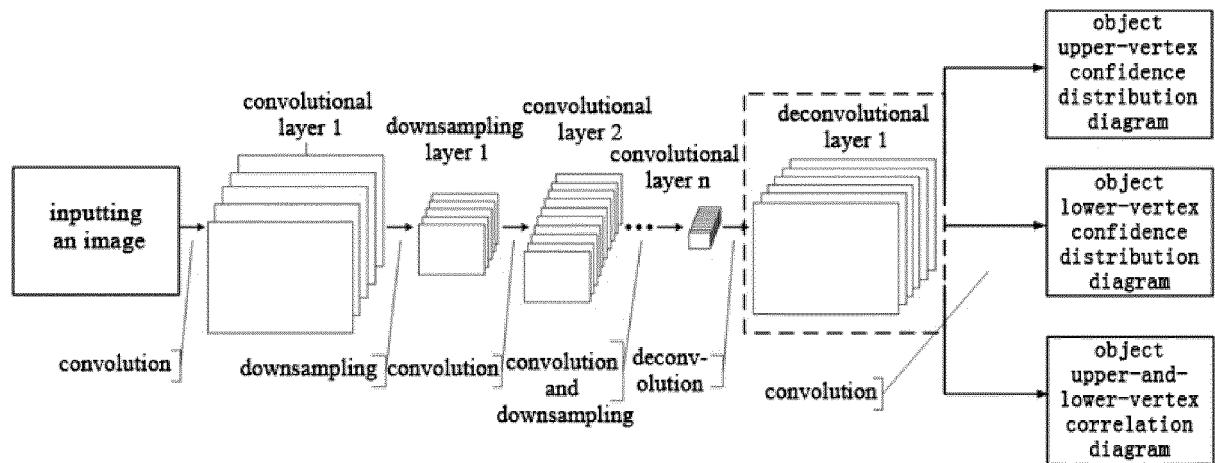 inputting
an image
convolution
convolutional
layer 1
downsampling
downsampling
layer 1
convolution
convolutional
layer 2
convolution
and
downsampling
convolutional
layer n
deconv-
olution
deconvolutional
layer 1
convolution
object
upper-vertex
confidence
distribution
diagram
object
lower-vertex
confidence
distribution
diagram
object
upper-and-
lower-vertex
correlation
diagram